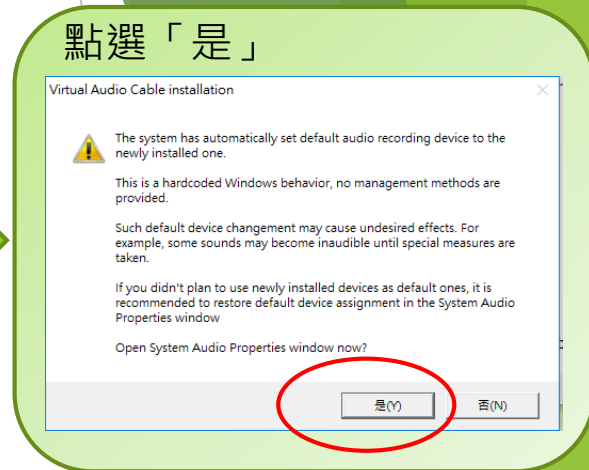 點選「是」
Virtual Audio Cable installation
The system has automatically set default audio recording device to the
newly installed one.
This is a hardcoded Windows behavior, no management methods are
provided.
Such default device changement may cause undesired effects. For
example, some sounds may become inaudible until special measures are
taken.
If you didn't plan to use newly installed devices as default ones, it is
recommended to restore default device assignment in the System Audio
Properties window
Open System Audio Properties window now?
是(Y) 否(N)